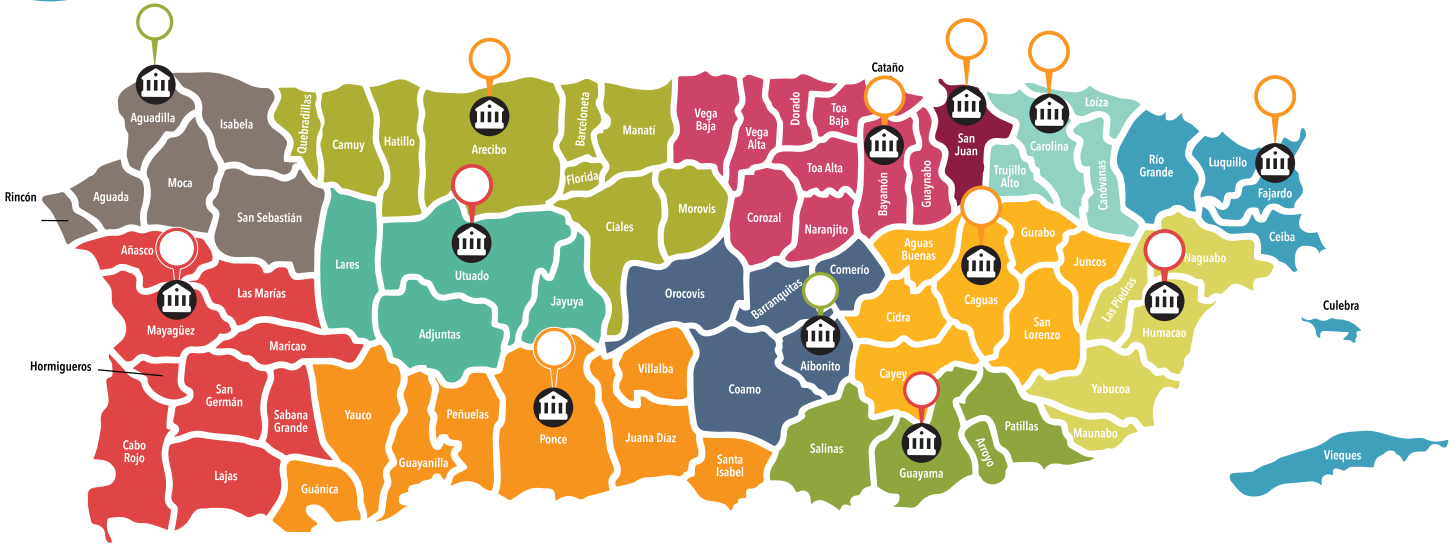 Cataño
Aguadilla
Isabela
Quebradillas
Camuy
Hatillo
Arecibo
Barceloneta
Manatí
Florida
Vega
Baja
Vega
Alta
Dorado
Toa
Baja
Toa Alta
Bayamón
Guaynabo
San
Juan
Carolina
Trujillo
Alto
Loíza
Canóvanas
Río
Grande
Luquillo
Fajardo
Ceiba
Rincón
Aguada
Moca
San Sebastián
Lares
Utuado
Ciales
Morovis
Corozal
Naranjito
Aguas
Buenas
Gurabo
Juncos
Caguas
Las Piedras
Naguabo
Humacao
Añasco
Las Marías
Mayagüez
Maricao
Adjuntas
Jayuya
Orocovis
Barranquitas
Comerío
Cidra
San
Lorenzo
Culebra
Hormigueros
San
Germán
Sabana
Grande
Cabo
Rojo
Lajas
Yauco
Guánica
Guayanilla
Peñuelas
Ponce
Villalba
Juana Díaz
Coamo
Aibonito
Cayey
Santa
Isabel
Salinas
Guayama
Arroyo
Patillas
Yabucoa
Maunabo
Vieques